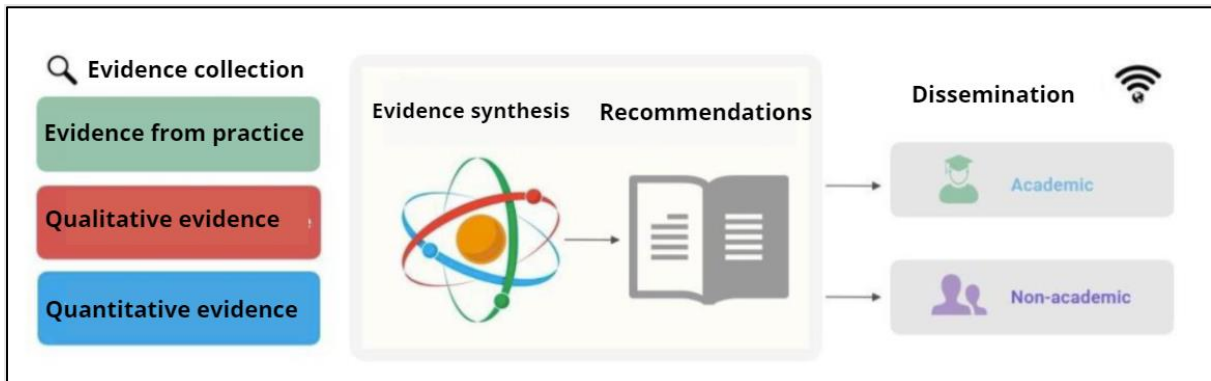 Evidence collection
Evidence from practice
Qualitative evidence
Quantitative evidence
Evidence synthesis
Recommendations
Dissemination
Academic
Non-academic